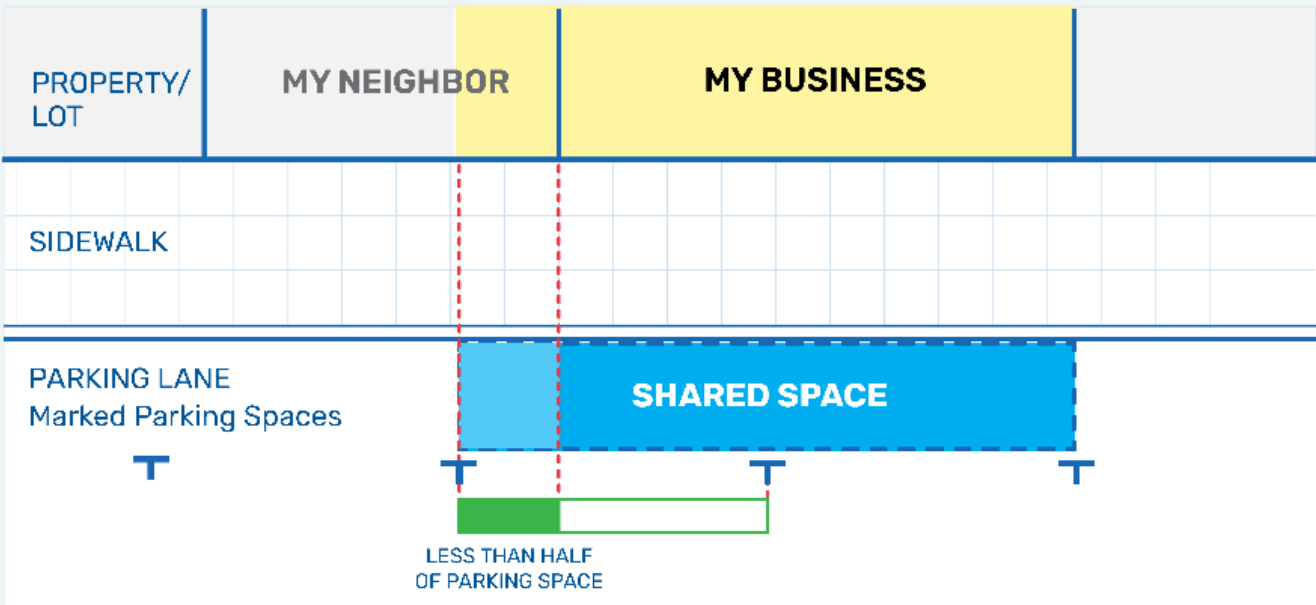 PROPERTY/
LOT
MY NEIGHBOR
MY BUSINESS
SIDEWALK
PARKING LANE
Marked Parking Spaces
SHARED SPACE
LESS THAN HALF
OF PARKING SPACE